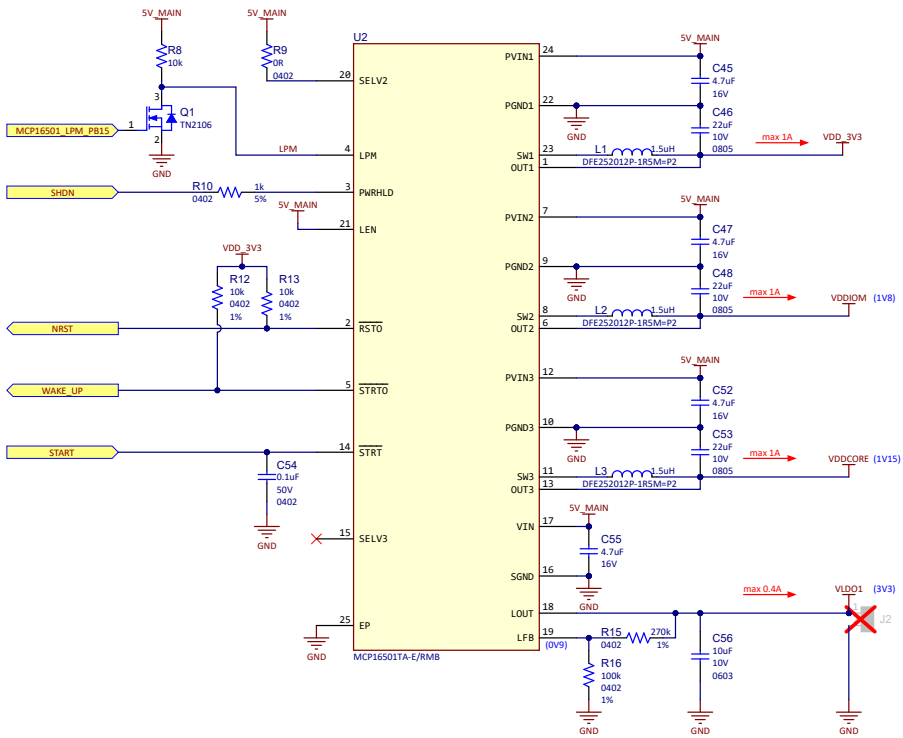 5V_MAIN
R8
10k
5V_MAIN
R9
0R
0402
3
Q1
TN2106
1
2
GND
MCP16501_LPM_PB15
LPM
SHDN
R10
0402
1k
5%
5V_MAIN
VDD_3V3
R12
10k
0402
1%
R13
10k
0402
1%
NRST
WAKE_UP
START
C54
0.1uF
50V
0402
GND
GND
U2
20 SELV2
4 LPM
3 PWRHLD
21 LEN
2 RSTO
5 STRTO
14 STRT
15 SELV3
25 EP
MCP16501TA-E/RMB
PVIN1 24
PGND1 22
SW1 23
OUT1 1
PVIN2 7
PGND2 9
SW2 8
OUT2 6
PVIN3 12
PGND3 10
SW3 11
OUT3 13
VIN 17
SGND 16
LOUT 18
LFB 19
(0V9)
5V_MAIN
C45
4.7uF
16V
GND
C46
22uF
10V
0805
L1 1.5uH
DFE252012P-1R5M=P2
max 1A
VDD_3V3
5V_MAIN
C47
4.7uF
16V
GND
C48
22uF
10V
0805
L2 1.5uH
DFE252012P-1R5M=P2
max 1A
VDDIOM (1V8)
5V_MAIN
C52
4.7uF
16V
GND
C53
22uF
10V
0805
L3 1.5uH
DFE252012P-1R5M=P2
max 1A
VDDCORE (1V15)
5V_MAIN
C55
4.7uF
16V
GND
max 0.4A
VLDO1 (3V3)
J2
R15
0402
270k
1%
R16
100k
0402
1%
C56
10uF
10V
0603
GND
GND
GND